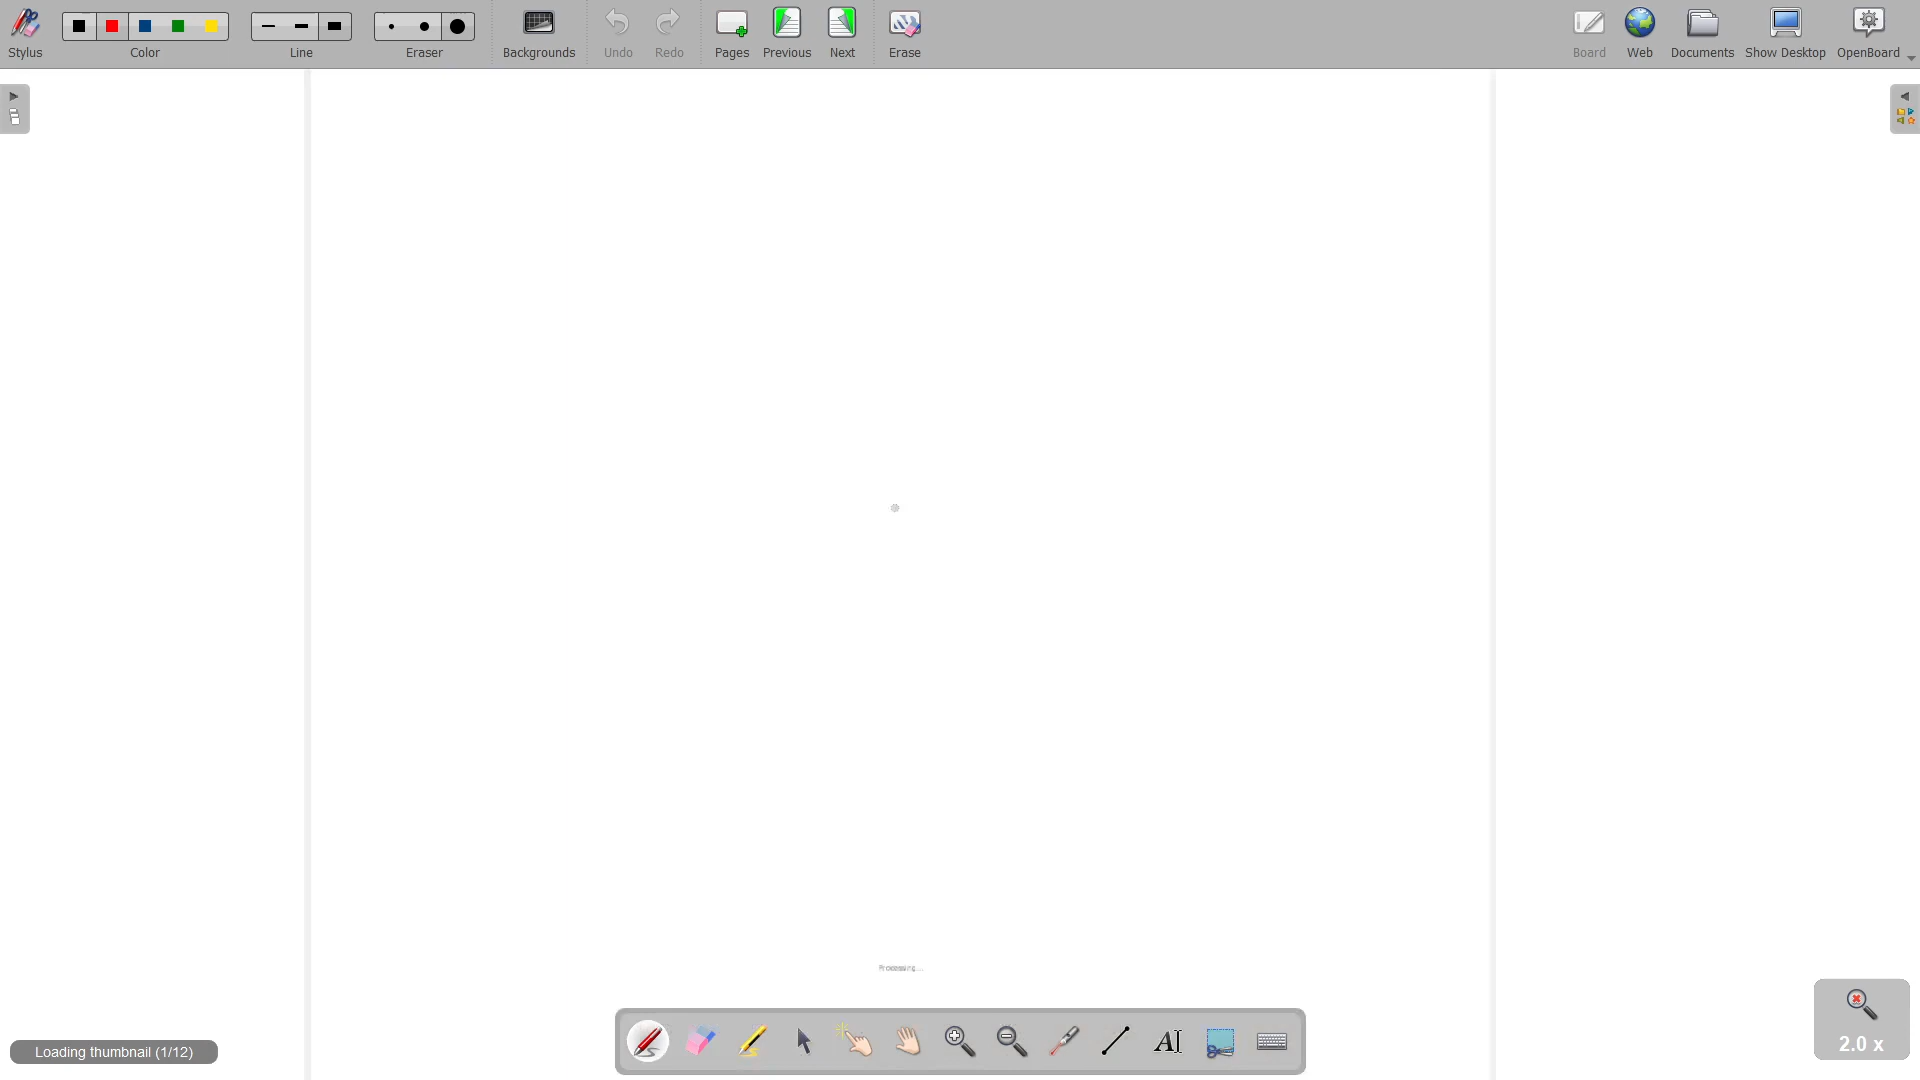 Stylus
Color
Line
Eraser
Backgrounds
Undo
Redo
Pages
Previous
Next
Erase
Board
Web
Documents
Show Desktop
OpenBoard
Processing...
Loading thumbnail (1/12)
2.0 x